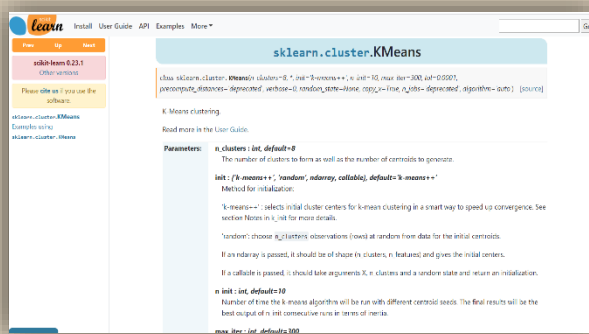 learn Install User Guide API Examples More
Prev Up Next
scikit-learn 0.23.1
Other versions
Please cite us if you use the
software.
sklearn.cluster.KMeans
Examples using
sklearn.cluster.KMeans
sklearn.cluster.KMeans
class sklearn.cluster.KMeans(n_clusters=8, *, init='k-means++', n_init=10, max_iter=300, tol=0.0001,
precompute_distances='deprecated', verbose=0, random_state=None, copy_x=True, n_jobs='deprecated', algorithm='auto') [source]
K-Means clustering.
Read more in the User Guide.
Parameters:
n_clusters : int, default=8
The number of clusters to form as well as the number of centroids to generate.
init : {'k-means++', 'random', ndarray, callable}, default='k-means++'
Method for initialization:
'k-means++' : selects initial cluster centers for k-mean clustering in a smart way to speed up convergence. See
section Notes in k_init for more details.
'random': choose n_clusters observations (rows) at random from data for the initial centroids.
If an ndarray is passed, it should be of shape (n_clusters, n_features) and gives the initial centers.
If a callable is passed, it should take arguments X, n_clusters and a random state and return an initialization.
n_init : int, default=10
Number of time the k-means algorithm will be run with different centroid seeds. The final results will be the
best output of n_init consecutive runs in terms of inertia.
max_iter : int, default=300